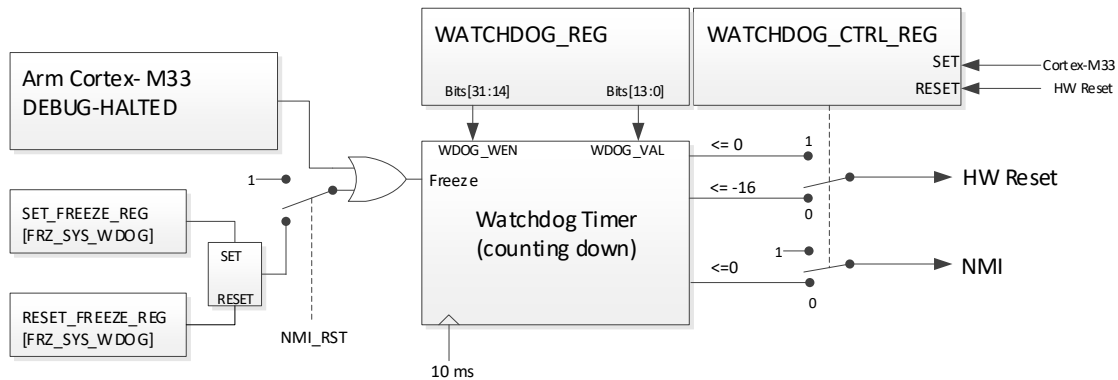 WATCHDOG_REG
Bits[31:14]
Bits[13:0]
WATCHDOG_CTRL_REG
SET
RESET
Cortex-M33
HW Reset
Arm Cortex- M33
DEBUG-HALTED
1
SET_FREEZE_REG
[FRZ_SYS_WDOG]
SET
RESET
RESET_FREEZE_REG
[FRZ_SYS_WDOG]
NMI_RST
WDOG_WEN
WDOG_VAL
Freeze
Watchdog Timer
(counting down)
10 ms
<= 0
1
<= -16
0
HW Reset
<=0
1
0
NMI